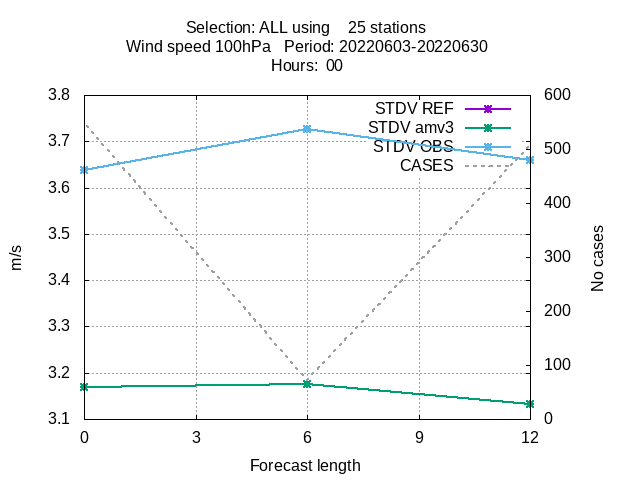 Selection: ALL using    25 stations
Wind speed 100hPa   Period: 20220603-20220630
Hours:  00
3.8
3.7
3.6
3.5
3.4
3.3
3.2
3.1
600
500
400
300
200
100
0
STDV REF
STDV amv3
STDV OBS
CASES
m/s
No cases
0 3 6 9 12
Forecast length